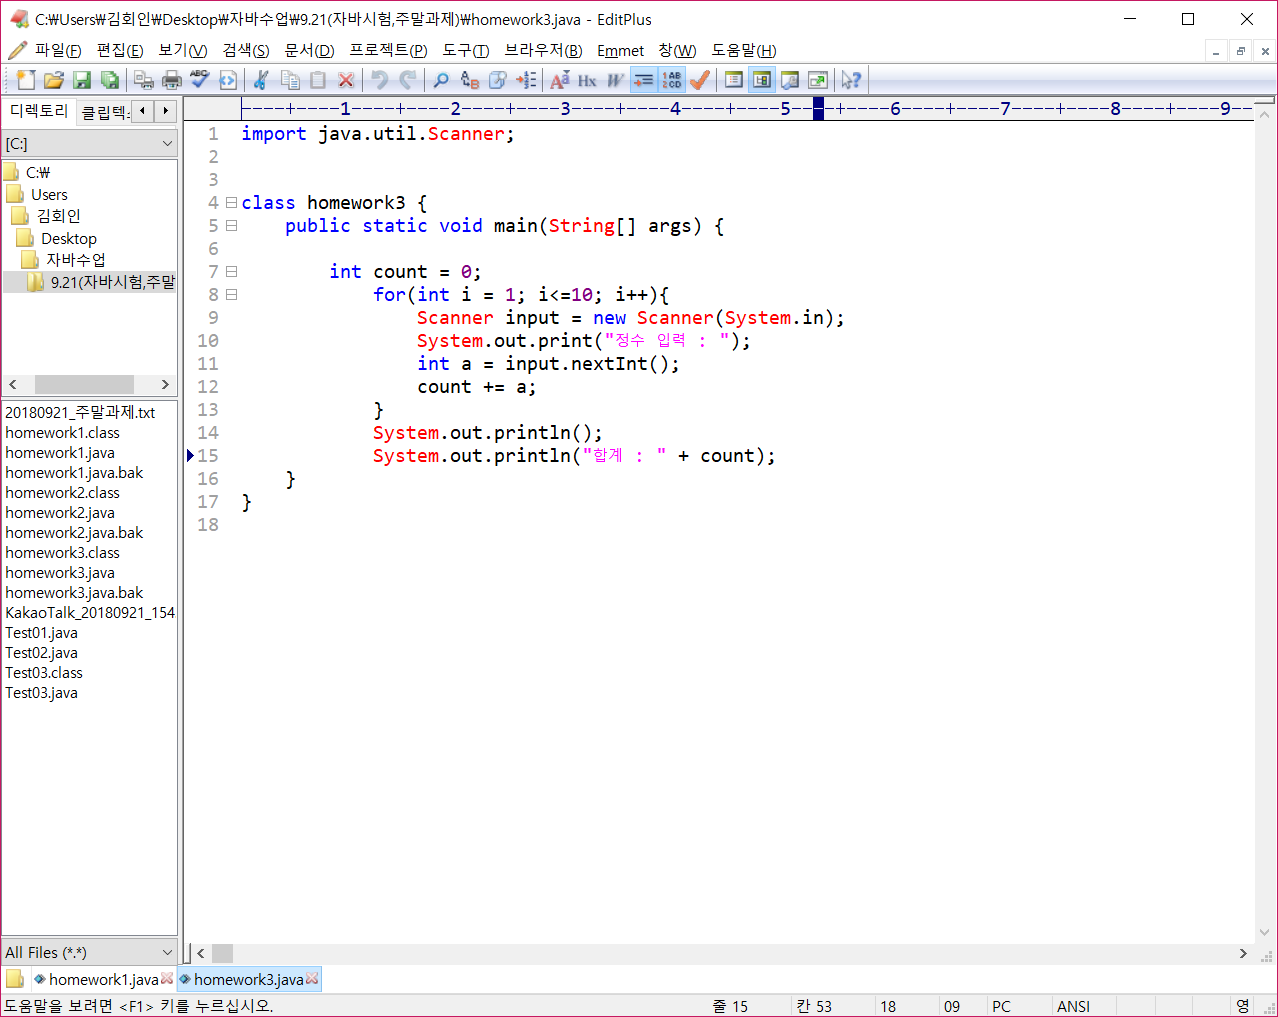 C:₩Users₩김회인₩Desktop₩자바수업₩9.21(자바시험,주말과제)₩homework3.java - EditPlus
파일(F) 편집(E) 보기(V) 검색(S) 문서(D) 프로젝트(P) 도구(T) 브라우저(B) Emmet 창(W) 도움말(H)
디렉토리 클립텍
[C:]
C:₩
Users
김회인
Desktop
자바수업
9.21(자바시험,주말
20180921_주말과제.txt
homework1.class
homework1.java
homework1.java.bak
homework2.class
homework2.java
homework2.java.bak
homework3.class
homework3.java
homework3.java.bak
KakaoTalk_20180921_154
Test01.java
Test02.java
Test03.class
Test03.java
All Files (*.*)
----+----1----+----2----+----3----+----4----+----5----+----6----+----7----+----8----+----9--
1 import java.util.Scanner;
2
3
4 class homework3 {
5 public static void main(String[] args) {
6
7 int count = 0;
8 for(int i = 1; i<=10; i++){
9 Scanner input = new Scanner(System.in);
10 System.out.print("정수 입력 : ");
11 int a = input.nextInt();
12 count += a;
13 }
14 System.out.println();
15 System.out.println("합계 : " + count);
16 }
17 }
18
homework1.java homework3.java
도움말을 보려면 <F1> 키를 누르십시오. 줄 15 칸 53 18 09 PC ANSI 영